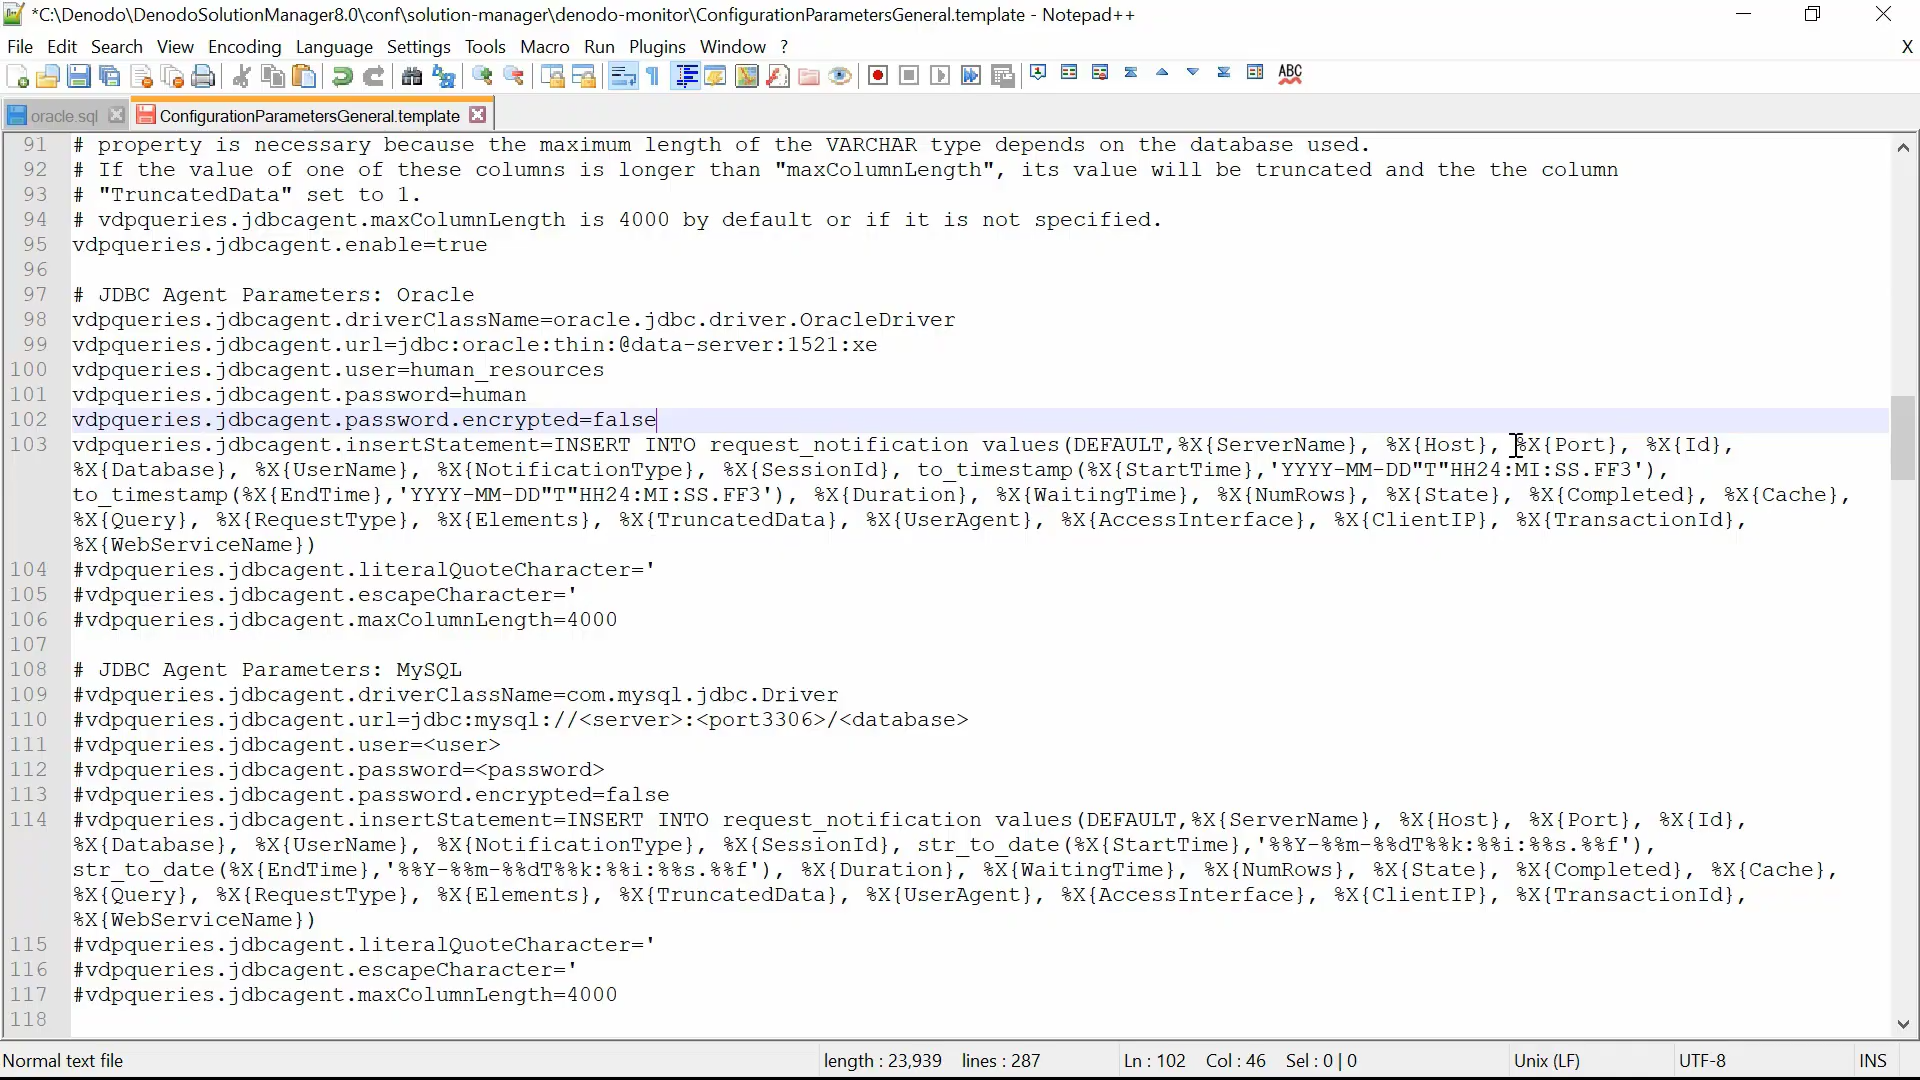 *C:\Denodo\DenodoSolutionManager8.0\conf\solution-manager\denodo-monitor\ConfigurationParametersGeneral.template - Notepad++
File Edit Search View Encoding Language Settings Tools Macro Run Plugins Window ? X
ABC
oracle.sql ConfigurationParametersGeneral.template
91 # property is necessary because the maximum length of the VARCHAR type depends on the database used.
92 # If the value of one of these columns is longer than "maxColumnLength", its value will be truncated and the the column
93 # "TruncatedData" set to 1.
94 # vdpqueries.jdbcagent.maxColumnLength is 4000 by default or if it is not specified.
95 vdpqueries.jdbcagent.enable=true
96
97 # JDBC Agent Parameters: Oracle
98 vdpqueries.jdbcagent.driverClassName=oracle.jdbc.driver.OracleDriver
99 vdpqueries.jdbcagent.url=jdbc:oracle:thin:@data-server:1521:xe
100 vdpqueries.jdbcagent.user=human_resources
101 vdpqueries.jdbcagent.password=human
102 vdpqueries.jdbcagent.password.encrypted=false
103 vdpqueries.jdbcagent.insertStatement=INSERT INTO request_notification values(DEFAULT,%X{ServerName}, %X{Host}, %X{Port}, %X{Id},
%X{Database}, %X{UserName}, %X{NotificationType}, %X{SessionId}, to_timestamp(%X{StartTime},'YYYY-MM-DD"T"HH24:MI:SS.FF3'),
to_timestamp(%X{EndTime},'YYYY-MM-DD"T"HH24:MI:SS.FF3'), %X{Duration}, %X{WaitingTime}, %X{NumRows}, %X{State}, %X{Completed}, %X{Cache},
%X{Query}, %X{RequestType}, %X{Elements}, %X{TruncatedData}, %X{UserAgent}, %X{AccessInterface}, %X{ClientIP}, %X{TransactionId},
%X{WebServiceName})
104 #vdpqueries.jdbcagent.literalQuoteCharacter='
105 #vdpqueries.jdbcagent.escapeCharacter='
106 #vdpqueries.jdbcagent.maxColumnLength=4000
107
108 # JDBC Agent Parameters: MySQL
109 #vdpqueries.jdbcagent.driverClassName=com.mysql.jdbc.Driver
110 #vdpqueries.jdbcagent.url=jdbc:mysql://<server>:<port3306>/<database>
111 #vdpqueries.jdbcagent.user=<user>
112 #vdpqueries.jdbcagent.password=<password>
113 #vdpqueries.jdbcagent.password.encrypted=false
114 #vdpqueries.jdbcagent.insertStatement=INSERT INTO request_notification values(DEFAULT,%X{ServerName}, %X{Host}, %X{Port}, %X{Id},
%X{Database}, %X{UserName}, %X{NotificationType}, %X{SessionId}, str_to_date(%X{StartTime},'%%Y-%%m-%%dT%%k:%%i:%%s.%%f'),
str_to_date(%X{EndTime},'%%Y-%%m-%%dT%%k:%%i:%%s.%%f'), %X{Duration}, %X{WaitingTime}, %X{NumRows}, %X{State}, %X{Completed}, %X{Cache},
%X{Query}, %X{RequestType}, %X{Elements}, %X{TruncatedData}, %X{UserAgent}, %X{AccessInterface}, %X{ClientIP}, %X{TransactionId},
%X{WebServiceName})
115 #vdpqueries.jdbcagent.literalQuoteCharacter='
116 #vdpqueries.jdbcagent.escapeCharacter='
117 #vdpqueries.jdbcagent.maxColumnLength=4000
118
Normal text file length : 23,939 lines : 287 Ln : 102 Col : 46 Sel : 0 | 0 Unix (LF) UTF-8 INS